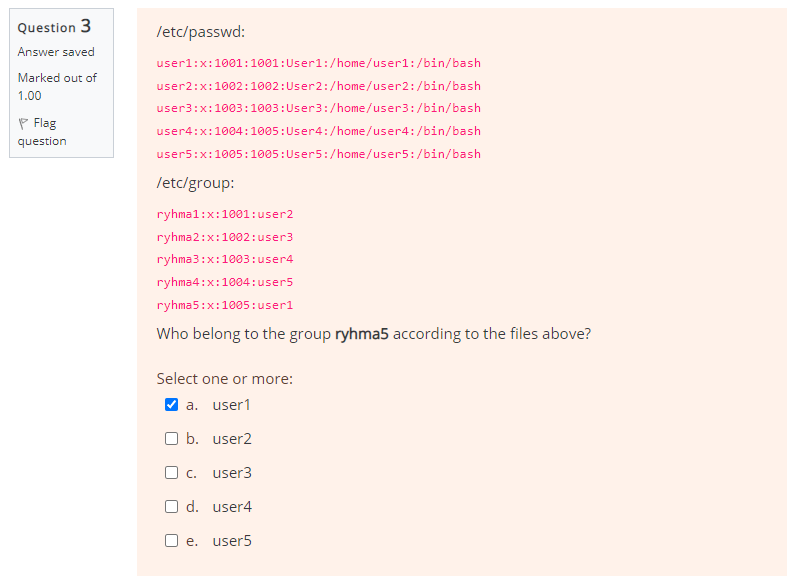 Question 3
Answer saved
Marked out of
1.00
Flag
question
/etc/passwd:
user1:x:1001:1001:User1:/home/user1:/bin/bash
user2:x:1002:1002:User2:/home/user2:/bin/bash
user3:x:1003:1003:User3:/home/user3:/bin/bash
user4:x:1004:1005:User4:/home/user4:/bin/bash
user5:x:1005:1005:User5:/home/user5:/bin/bash
/etc/group:
ryhma1:x:1001:user2
ryhma2:x:1002:user3
ryhma3:x:1003:user4
ryhma4:x:1004:user5
ryhma5:x:1005:user1
Who belong to the group ryhma5 according to the files above?
Select one or more:
a. user1
b. user2
c. user3
d. user4
e. user5